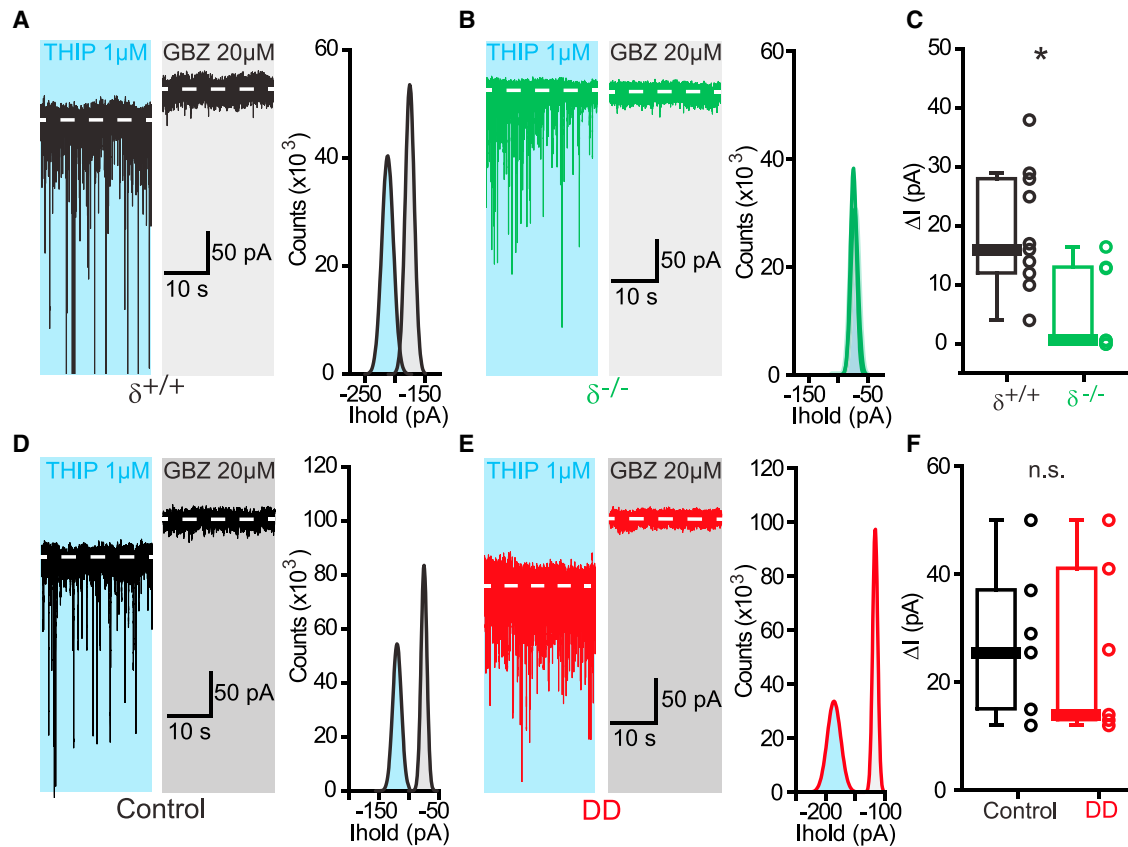 A
THIP 1µM
GBZ 20µM
50 pA
10 s
δ+/+
Counts (x10³)
60
40
20
0
-250
-150
Ihold (pA)
B
THIP 1µM
GBZ 20µM
50 pA
10 s
δ-/-
Counts (x10³)
60
40
20
0
-150
-50
Ihold (pA)
C
ΔI (pA)
50
40
30
20
10
0
*
δ+/+
δ-/-
D
THIP 1µM
GBZ 20µM
50 pA
10 s
Control
Counts (x10³)
120
100
80
60
40
20
0
-150
-50
Ihold (pA)
E
THIP 1µM
GBZ 20µM
50 pA
10 s
DD
Counts (x10³)
120
100
80
60
40
20
0
-200
-100
Ihold (pA)
F
ΔI (pA)
60
40
20
0
n.s.
Control
DD